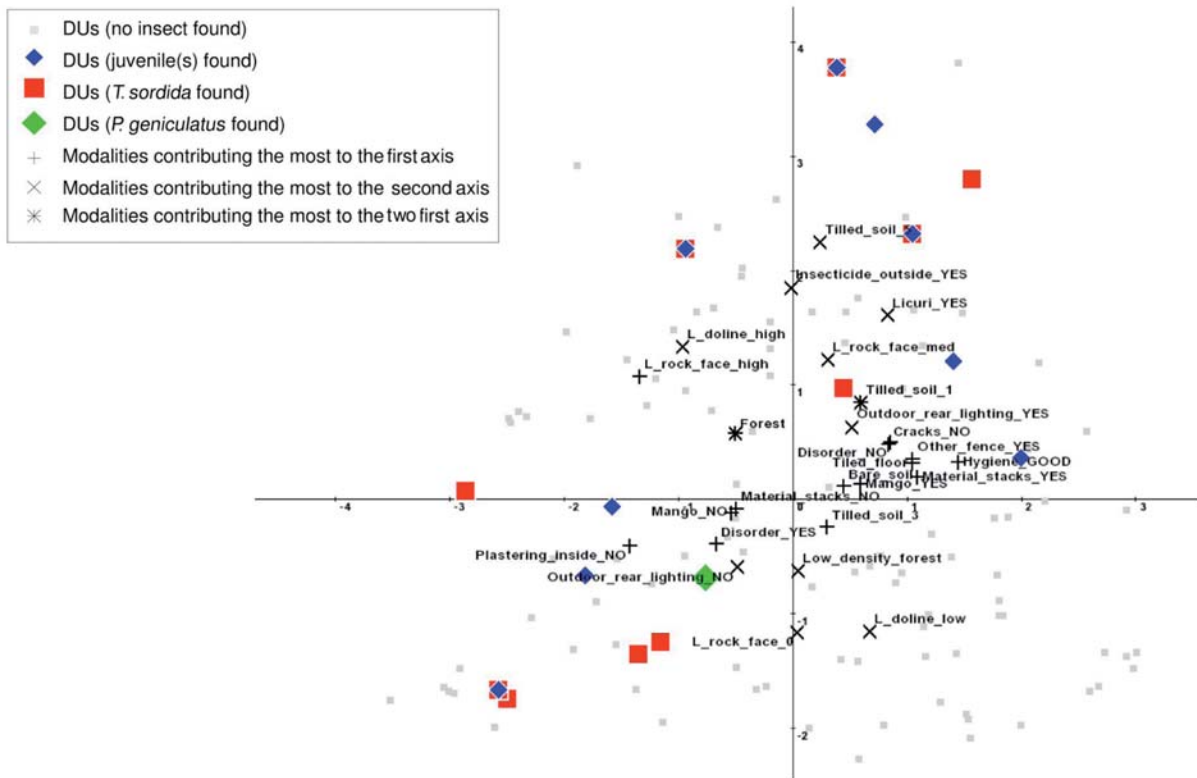 DUs (no insect found)
DUs (juvenile(s) found)
DUs (T. sordida found)
DUs (P. geniculatus found)
Modalities contributing the most to the first axis
Modalities contributing the most to the second axis
Modalities contributing the most to the two first axis
4
3
Tilled_soil_
Insecticide_outside_YES
Licuri_YES
L_doline_high
L_rock_face_med
L_rock_face_high
1
Tilled_soil_1
Outdoor_rear_lighting_YES
Forest
Cracks_NO
Disorder_NO
Other_fence_YES
Tiled_floor
Hygiene_GOOD
Bare_soil
Material_stacks_YES
Mango_YES
Material_stacks_NO
-4
-3
-2
-1
1
2
3
Mango_NO
Tilled_soil_3
Disorder_YES
Plastering_inside_NO
Low_density_forest
Outdoor_rear_lighting_NO
-1
L_doline_low
L_rock_face_0
-2